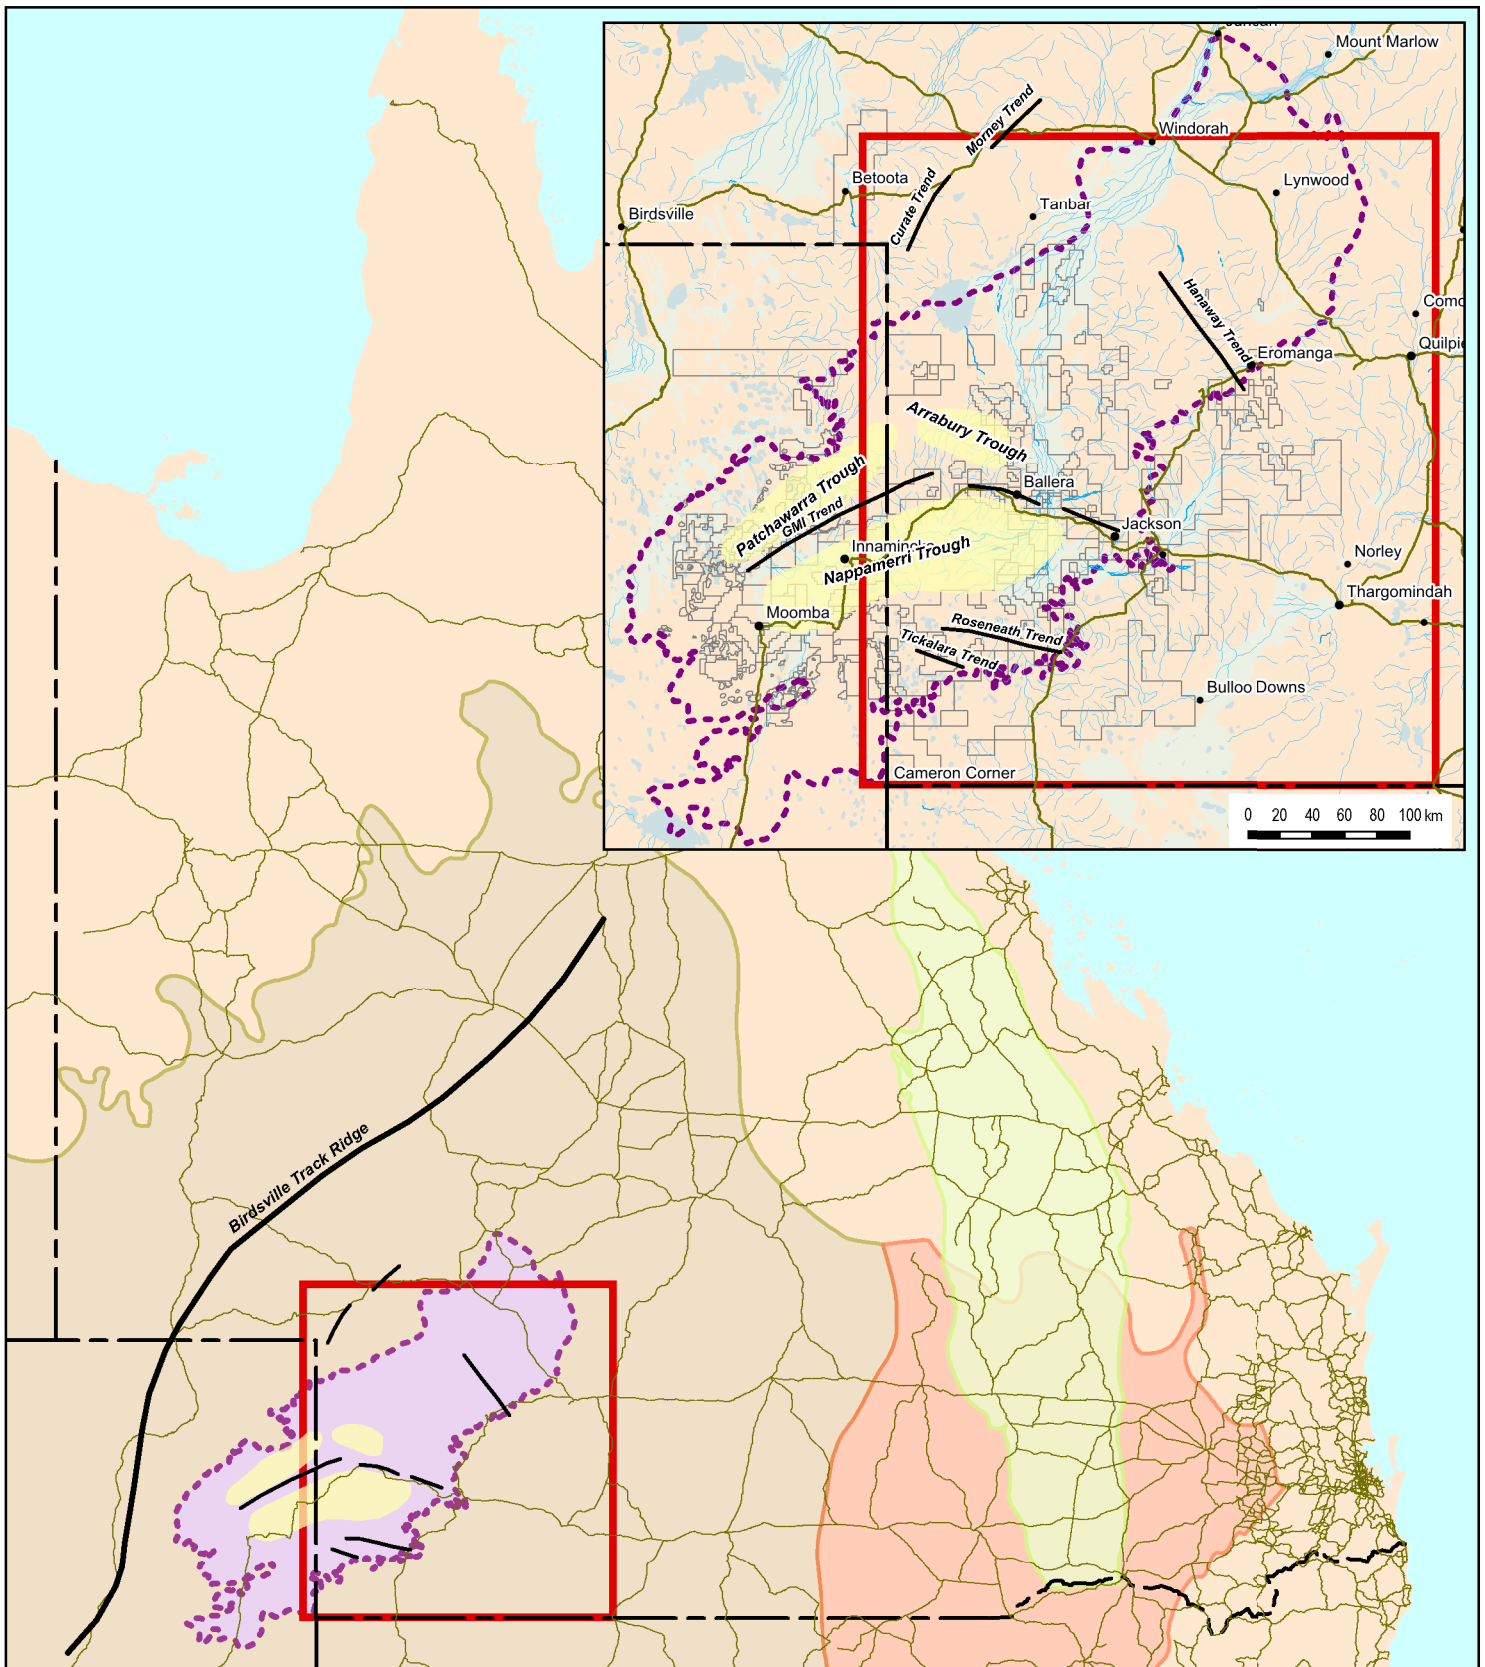 Mount Marlow
Morney Trend
Windorah
Betoota
Curate Trend
Lynwood
Birdsville
Tanbar
Hanaway Trend
Eromanga
Arrabury Trough
Patchawarra Trough
GMI Trend
Ballera
Jackson
Nappamerri Trough
Norley
Moomba
Thargomindah
Roseneath Trend
Tickalara Trend
Bulloo Downs
Cameron Corner
0 20 40 60 80 100 km
Birdsville Track Ridge